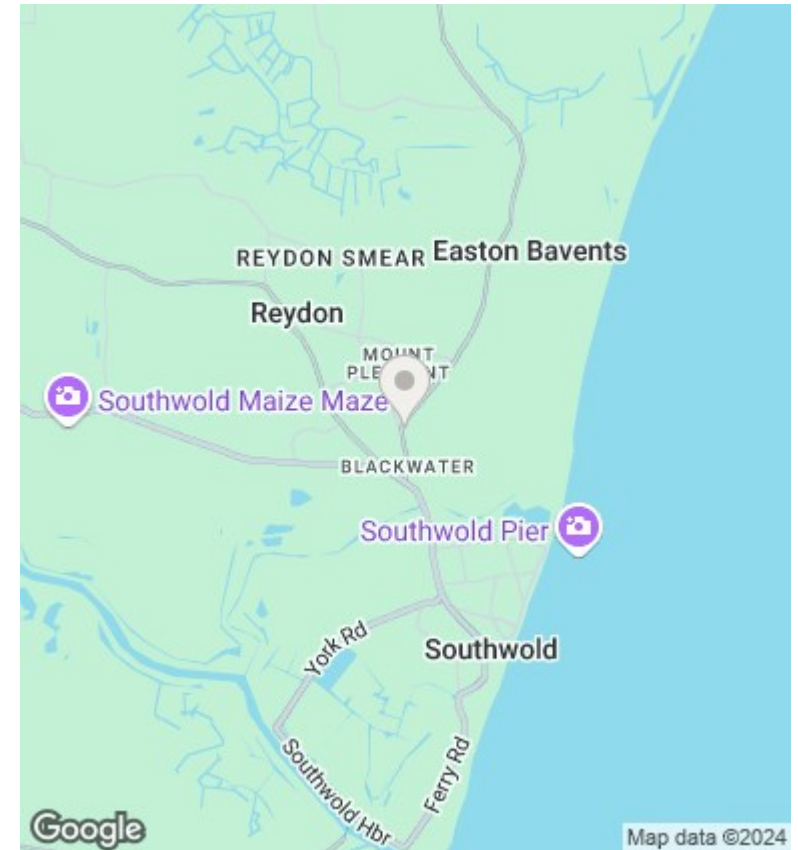 REYDON SMEAR
Easton Bavents
Reydon
MOUNT
Southwold Maize Maze
BLACKWATER
Southwold Pier
York Rd
Southwold
Southwold Hbr
Ferry Rd
Google
Map data ©2024